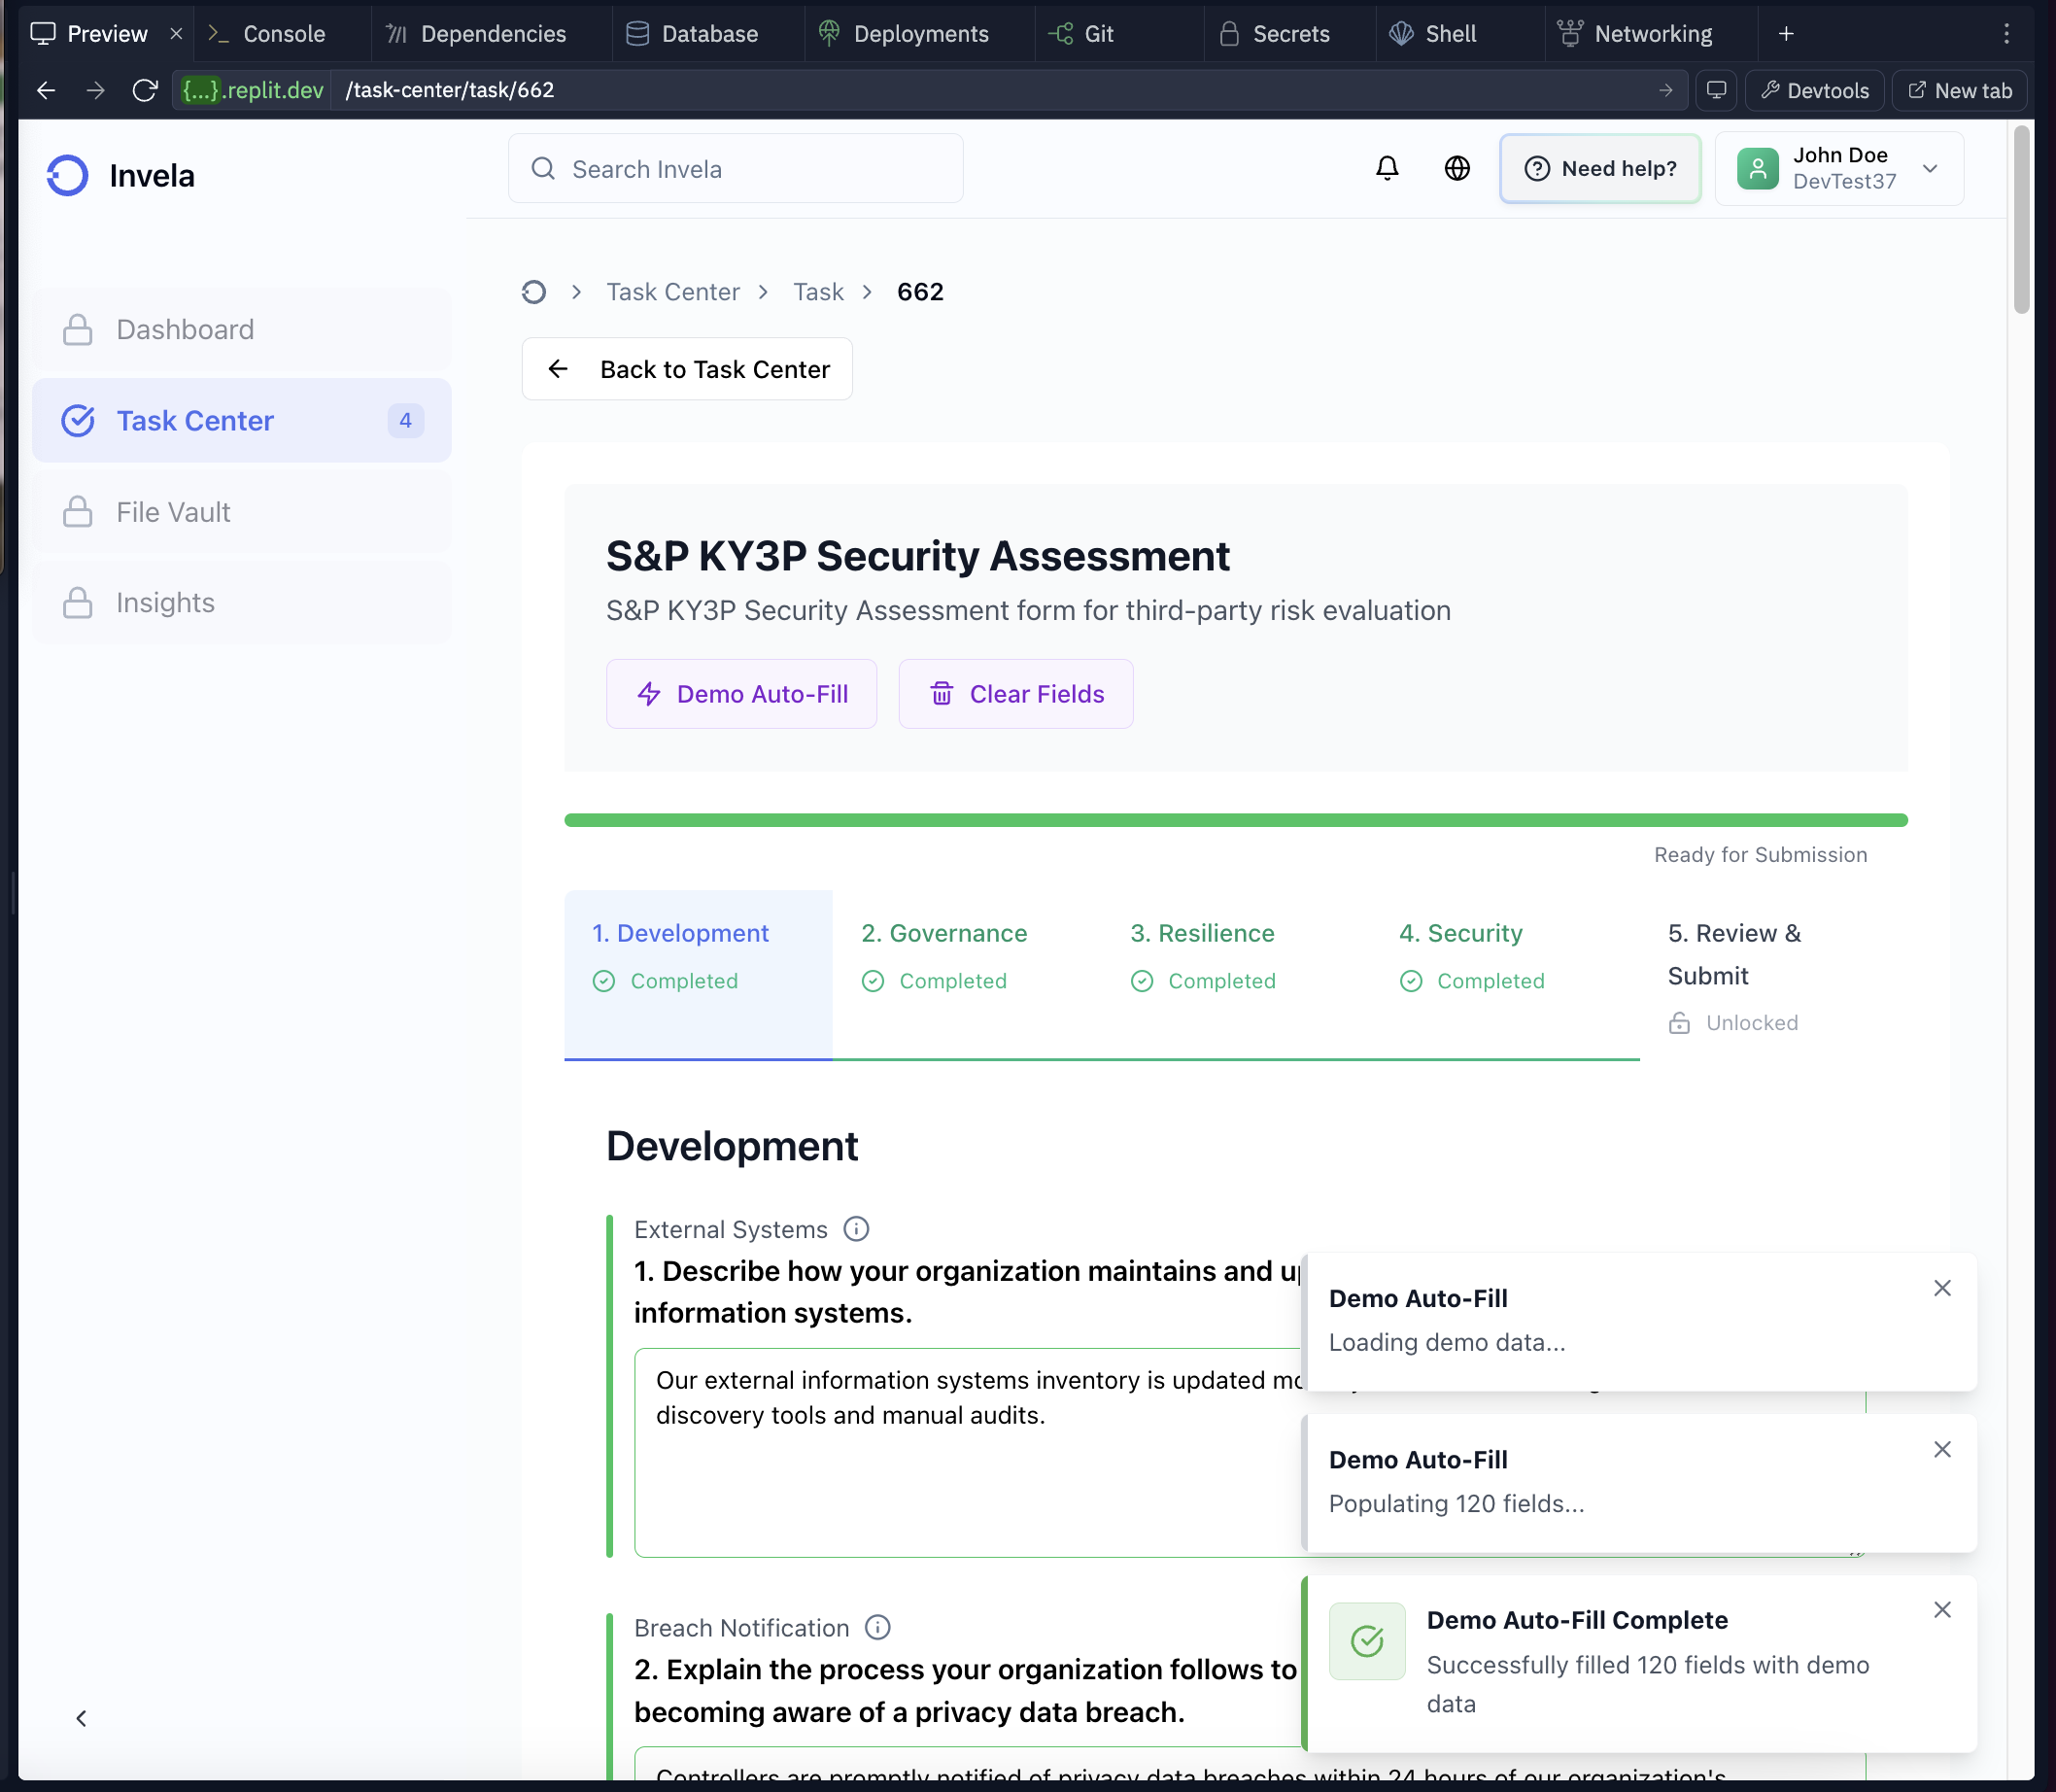 Preview
Console
Dependencies
Database
Deployments
Git
Secrets
Shell
Networking
{...}.replit.dev
/task-center/task/662
Devtools
New tab
Invela
Search Invela
Need help?
John Doe
DevTest37
Dashboard
Task Center
4
File Vault
Insights
Task Center
Task
662
Back to Task Center
S&P KY3P Security Assessment
S&P KY3P Security Assessment form for third-party risk evaluation
Demo Auto-Fill
Clear Fields
Ready for Submission
1. Development
Completed
2. Governance
Completed
3. Resilience
Completed
4. Security
Completed
5. Review &
Submit
Unlocked
Development
External Systems
1. Describe how your organization maintains and
information systems.
Our external information systems inventory is updated
discovery tools and manual audits.
Breach Notification
2. Explain the process your organization follows to
becoming aware of a privacy data breach.
Controllers are promptly notified of privacy data breaches within 24 hours of our organization's
Demo Auto-Fill
Loading demo data...
Demo Auto-Fill
Populating 120 fields...
Demo Auto-Fill Complete
Successfully filled 120 fields with demo
data